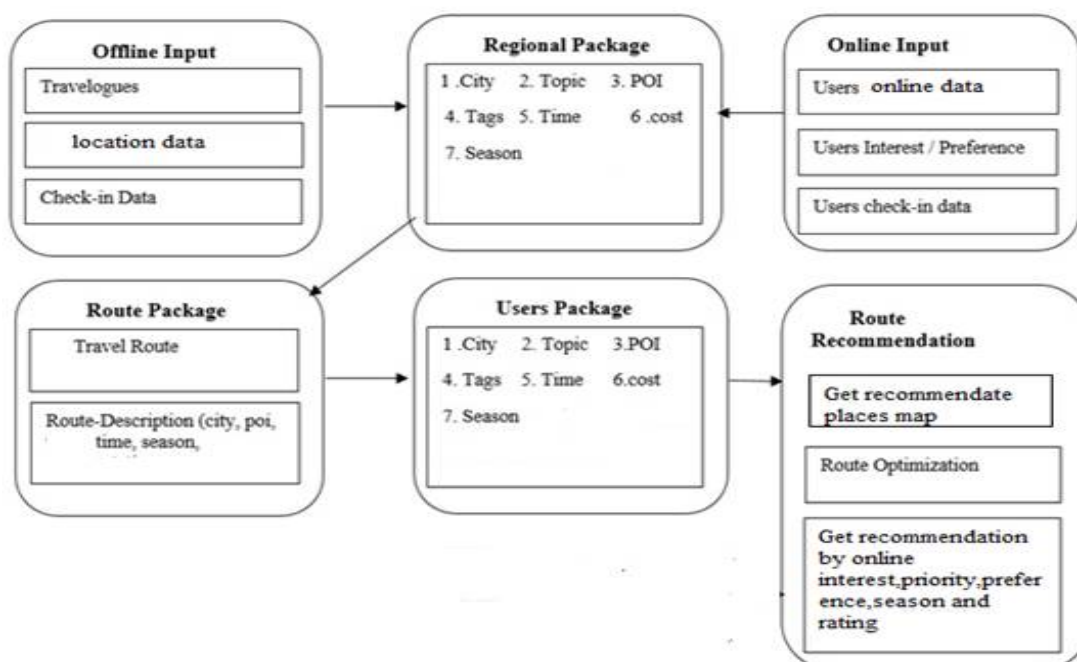 Offline Input
Travelogues
location data
Check-in Data
Regional Package
1 .City 2. Topic 3. POI
4. Tags 5. Time 6 .cost
7. Season
Online Input
Users online data
Users Interest / Preference
Users check-in data
Route Package
Travel Route
Route-Description (city, poi,
time, season,
Users Package
1 .City 2. Topic 3.POI
4. Tags 5. Time 6.cost
7. Season
Route
Recommendation
Get recommendate
places map
Route Optimization
Get recommendation
by online
interest,priority,prefer
ence,season and
rating